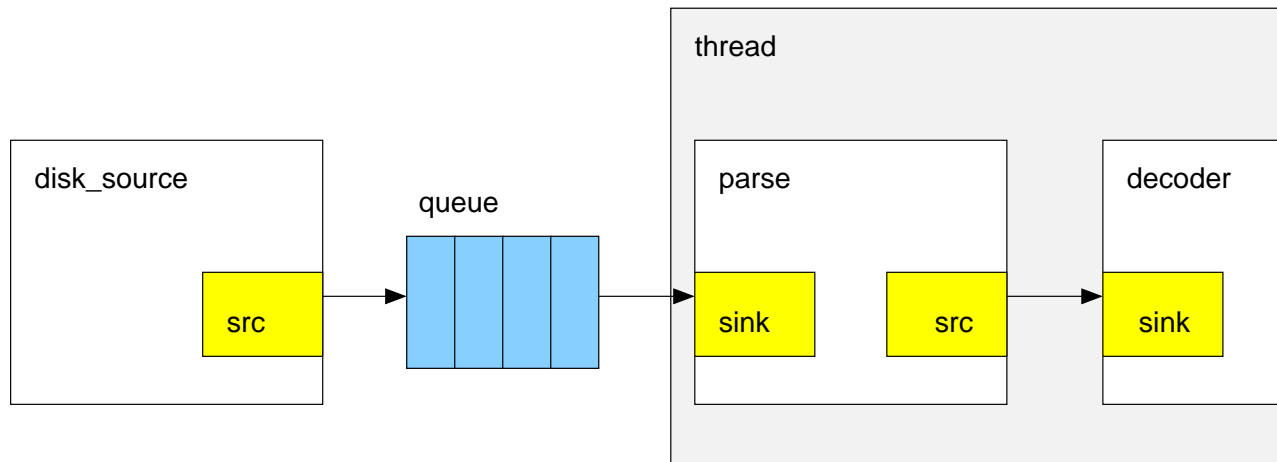 thread
disk_source
parse
decoder
queue
src
sink
src
sink